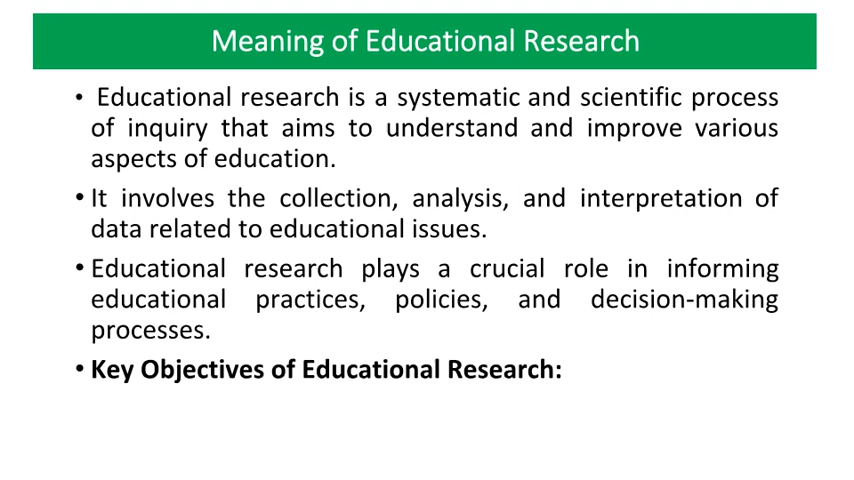 Meaning of Educational Research
• Educational research is a systematic and scientific process
of inquiry that aims to understand and improve various
aspects of education.
• It involves the collection, analysis, and interpretation of
data related to educational issues.
• Educational research plays a crucial role in informing
educational practices, policies, and decision-making
processes.
• Key Objectives of Educational Research: